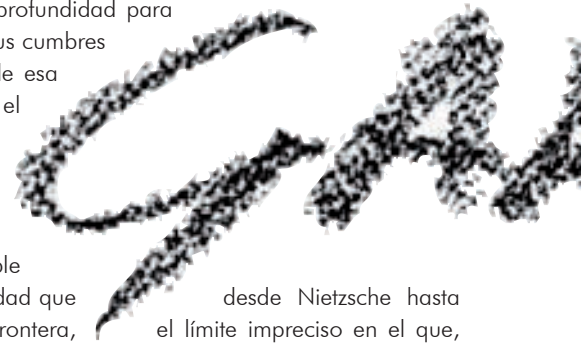 profundidad para
us cumbres
de esa
el
ble
dad que
rontera,
desde Nietzsche hasta
el límite impreciso en el que,